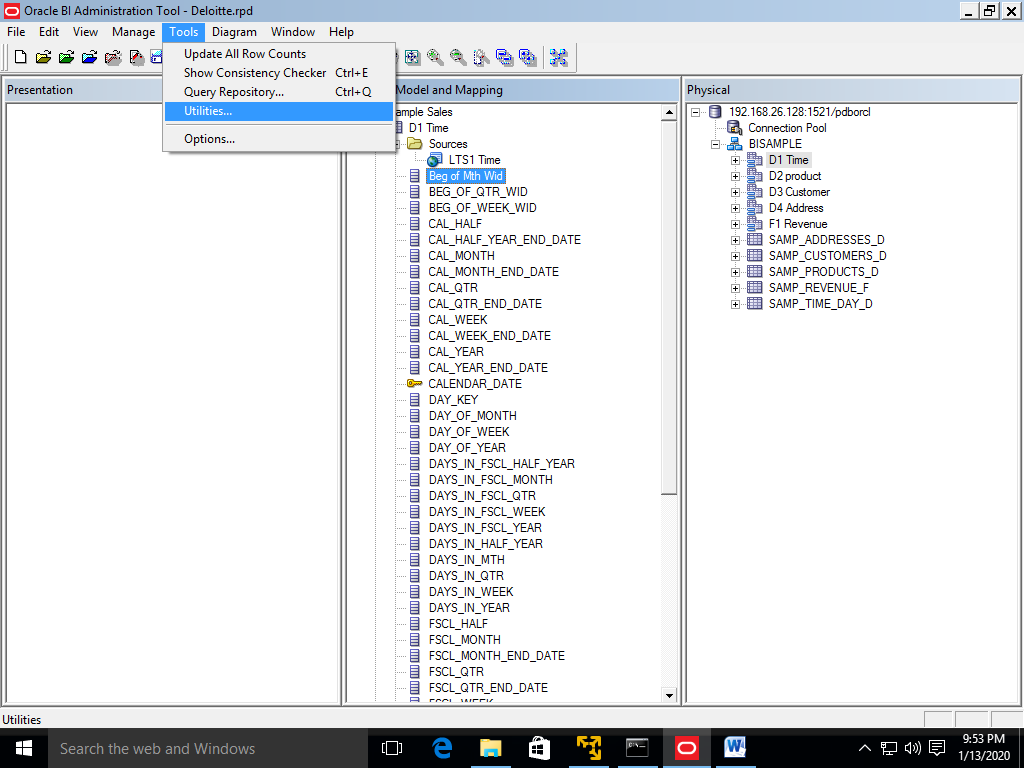 Oracle BI Administration Tool - Deloitte.rpd
File Edit View Manage Tools Diagram Window Help
Update All Row Counts
Show Consistency Checker Ctrl+E
Query Repository... Ctrl+Q
Utilities...
Options...
Presentation
Model and Mapping
ample Sales
D1 Time
Sources
LTS1 Time
Beg of Mth Wid
BEG_OF_QTR_WID
BEG_OF_WEEK_WID
CAL_HALF
CAL_HALF_YEAR_END_DATE
CAL_MONTH
CAL_MONTH_END_DATE
CAL_QTR
CAL_QTR_END_DATE
CAL_WEEK
CAL_WEEK_END_DATE
CAL_YEAR
CAL_YEAR_END_DATE
CALENDAR_DATE
DAY_KEY
DAY_OF_MONTH
DAY_OF_WEEK
DAY_OF_YEAR
DAYS_IN_FSCL_HALF_YEAR
DAYS_IN_FSCL_MONTH
DAYS_IN_FSCL_QTR
DAYS_IN_FSCL_WEEK
DAYS_IN_FSCL_YEAR
DAYS_IN_HALF_YEAR
DAYS_IN_MTH
DAYS_IN_QTR
DAYS_IN_WEEK
DAYS_IN_YEAR
FSCL_HALF
FSCL_MONTH
FSCL_MONTH_END_DATE
FSCL_QTR
FSCL_QTR_END_DATE
FSCL_WEEK
Physical
192.168.26.128:1521/pdborcl
Connection Pool
BISAMPLE
D1 Time
D2 product
D3 Customer
D4 Address
F1 Revenue
SAMP_ADDRESSES_D
SAMP_CUSTOMERS_D
SAMP_PRODUCTS_D
SAMP_REVENUE_F
SAMP_TIME_DAY_D
Utilities
Search the web and Windows
9:53 PM
1/13/2020